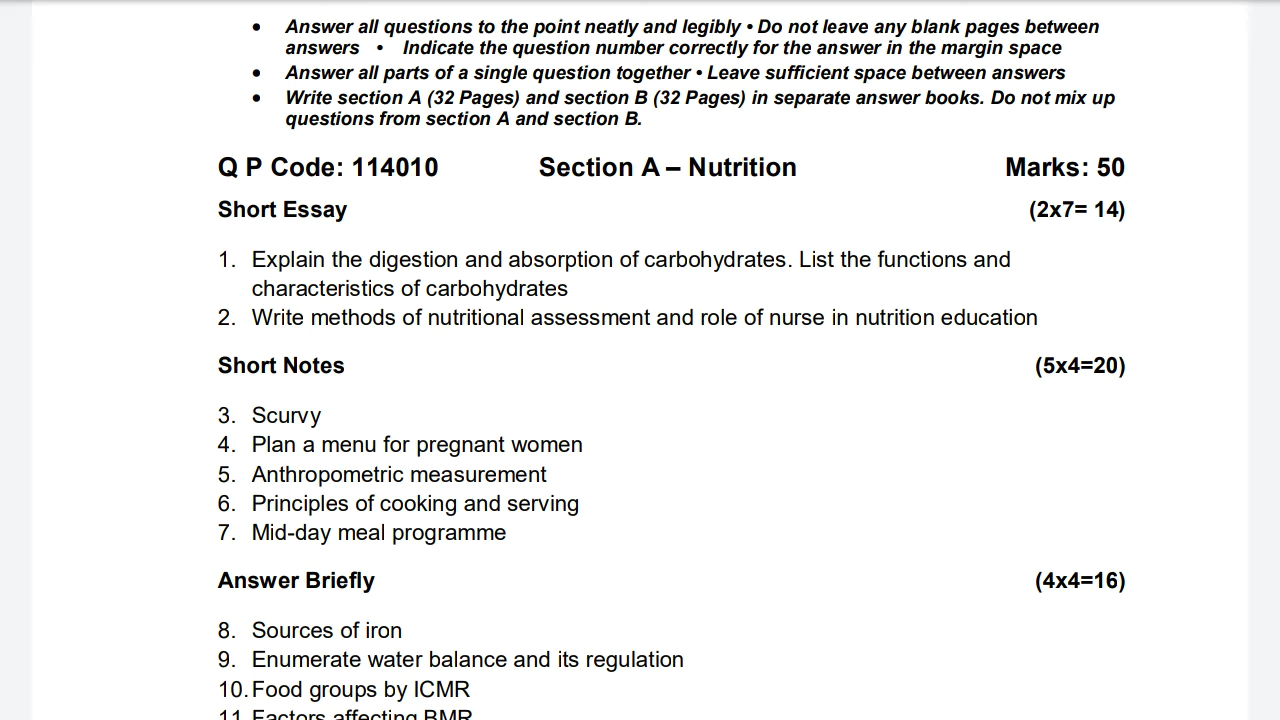 • Answer all questions to the point neatly and legibly • Do not leave any blank pages between
answers • Indicate the question number correctly for the answer in the margin space
• Answer all parts of a single question together • Leave sufficient space between answers
• Write section A (32 Pages) and section B (32 Pages) in separate answer books. Do not mix up
questions from section A and section B.
Q P Code: 114010 Section A – Nutrition Marks: 50
Short Essay (2x7= 14)
1. Explain the digestion and absorption of carbohydrates. List the functions and
characteristics of carbohydrates
2. Write methods of nutritional assessment and role of nurse in nutrition education
Short Notes (5x4=20)
3. Scurvy
4. Plan a menu for pregnant women
5. Anthropometric measurement
6. Principles of cooking and serving
7. Mid-day meal programme
Answer Briefly (4x4=16)
8. Sources of iron
9. Enumerate water balance and its regulation
10. Food groups by ICMR
11. Factors affecting BMR